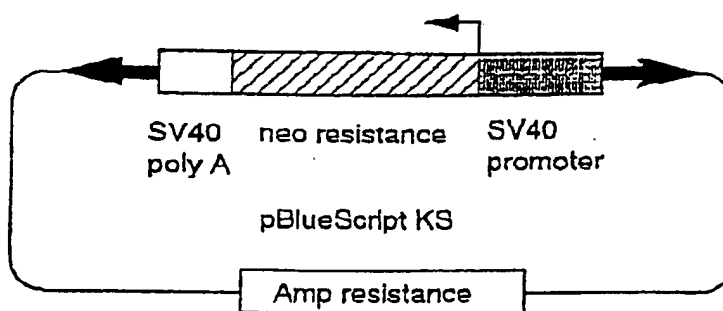 SV40 neo resistance SV40
poly A promoter
pBlueScript KS
Amp resistance